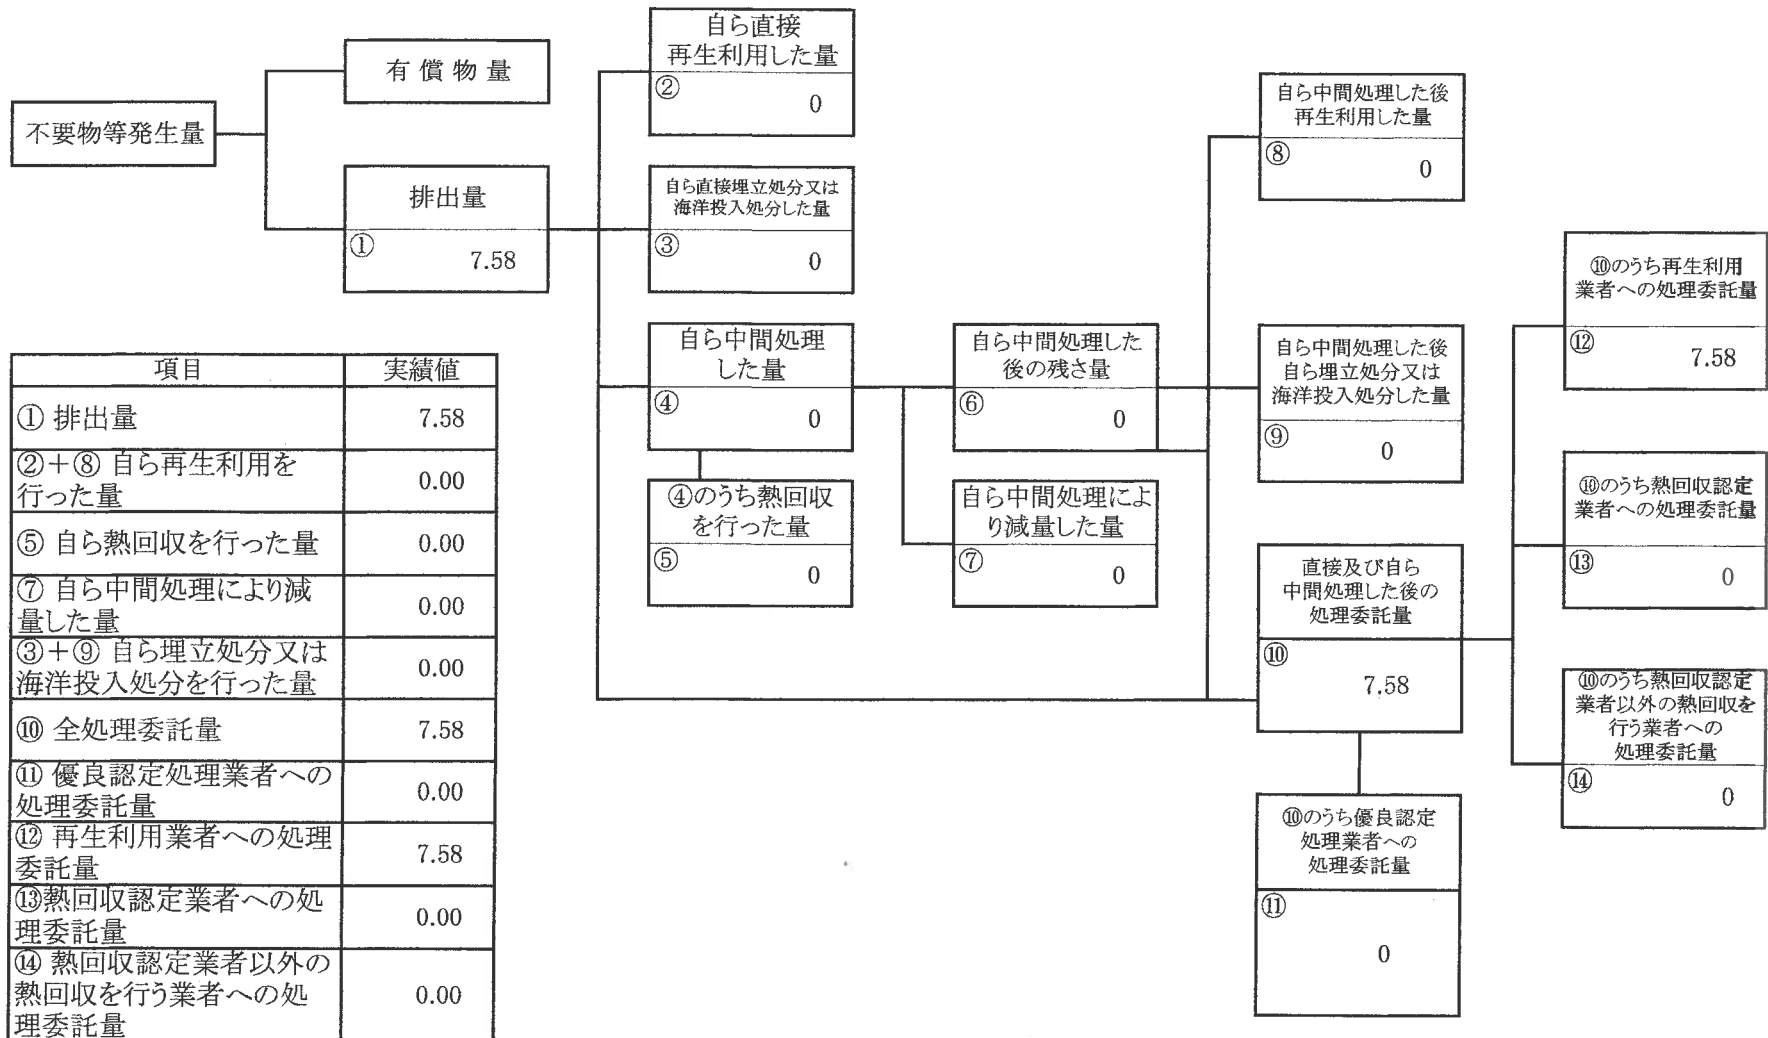 不要物等発生量
有償物量
排出量
①
7.58
自ら直接
再生利用した量
②
0
自ら直接埋立処分又は
海洋投入処分した量
③
0
自ら中間処理
した量
④
0
④のうち熱回収
を行った量
⑤
0
自ら中間処理した
後の残さ量
⑥
0
自ら中間処理によ
り減量した量
⑦
0
自ら中間処理した後
再生利用した量
⑧
0
自ら中間処理した後
自ら埋立処分又は
海洋投入処分した量
⑨
0
直接及び自ら
中間処理した後の
処理委託量
⑩
7.58
⑩のうち優良認定
処理業者への
処理委託量
⑪
0
⑩のうち再生利用
業者への処理委託量
⑫
7.58
⑩のうち熱回収認定
業者への処理委託量
⑬
0
⑩のうち熱回収認定
業者以外の熱回収を
行う業者への
処理委託量
⑭
0
項目 実績値
① 排出量 7.58
②+⑧ 自ら再生利用を
行った量 0.00
⑤ 自ら熱回収を行った量 0.00
⑦ 自ら中間処理により減
量した量 0.00
③+⑨ 自ら埋立処分又は
海洋投入処分を行った量 0.00
⑩ 全処理委託量 7.58
⑪ 優良認定処理業者への
処理委託量 0.00
⑫ 再生利用業者への処理
委託量 7.58
⑬熱回収認定業者への処
理委託量 0.00
⑭ 熱回収認定業者以外の
熱回収を行う業者への処
理委託量 0.00